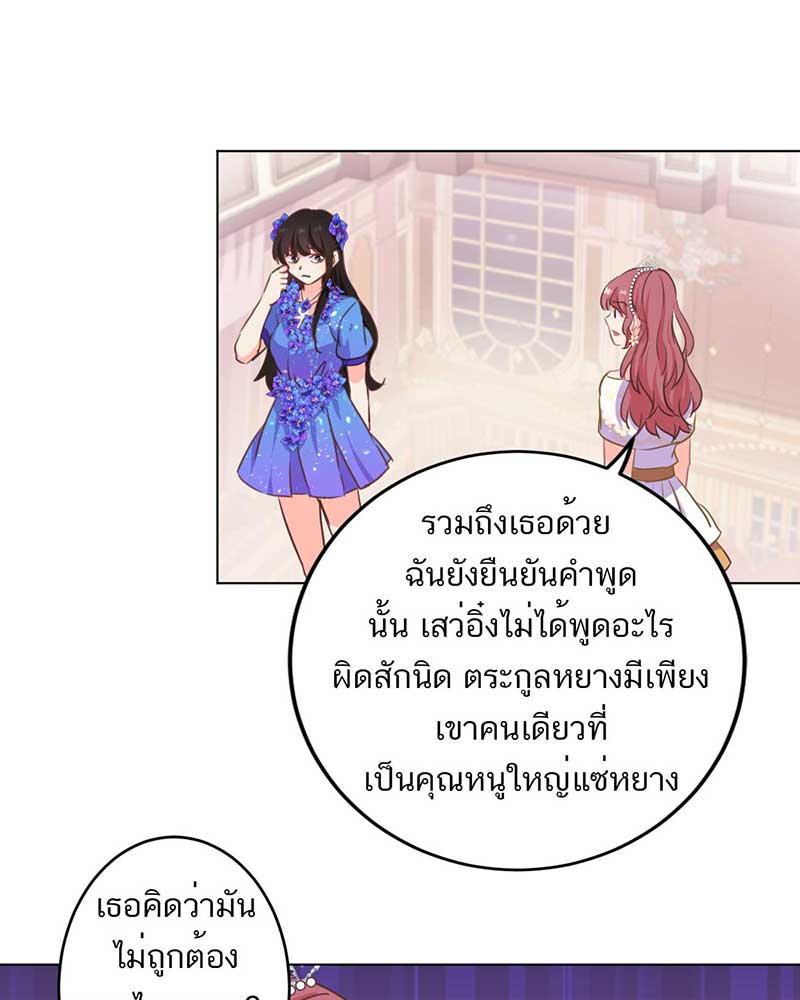 รวมถึงเธอด้วย
ฉันยังยืนยันคำพูด
นั้น เสว่อิ๋งไม่ได้พูดอะไร
ผิดสักนิด ตระกูลหยางมีเพียง
เขาคนเดียวที่
เป็นคุณหนูใหญ่แซ่หยาง
เธอคิดว่ามัน
ไม่ถูกต้อง